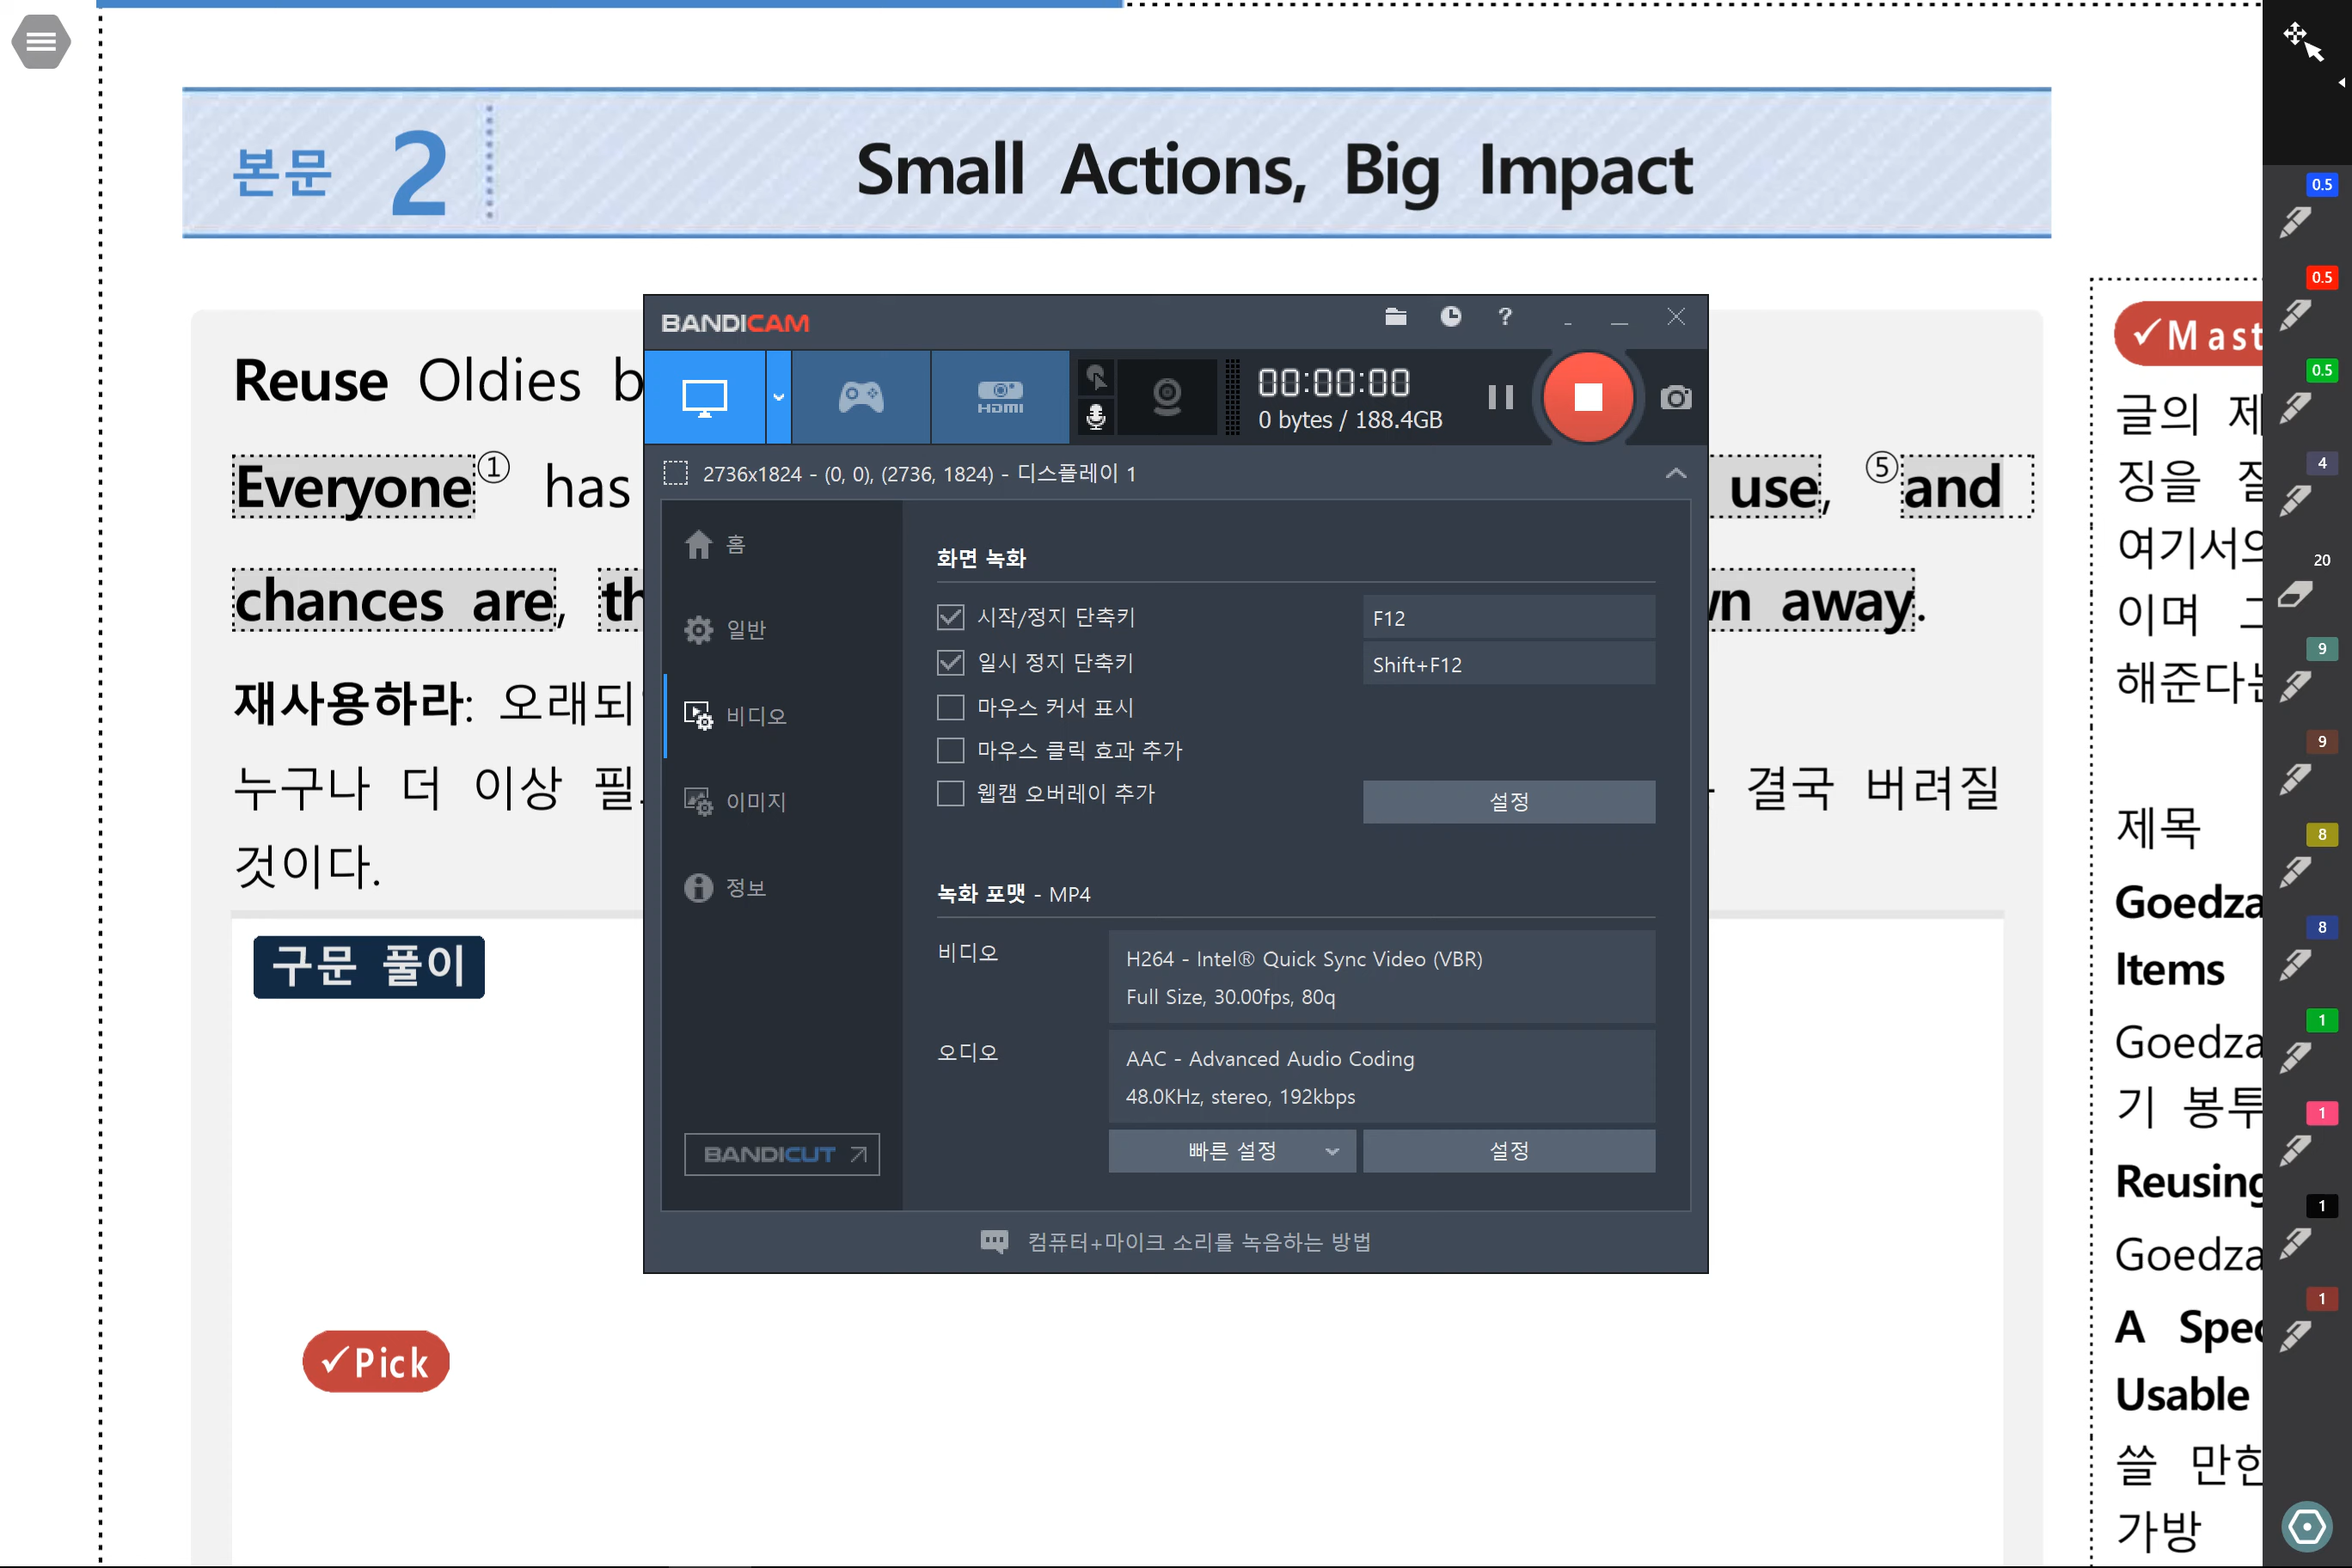 본문 2
Small Actions, Big Impact
Reuse Oldies
Everyone① has
use, ⑤and
chances are,
away.
재사용하라: 오래되
누구나 더 이상
결국 버려질
것이다.
구문 풀이
✓Pick
BANDICAM
?
00:00:00
0 bytes / 188.4GB
HDMI
2736x1824 - (0, 0), (2736, 1824) - 디스플레이 1
홈
일반
비디오
이미지
정보
BANDICUT
화면 녹화
시작/정지 단축키 F12
일시 정지 단축키 Shift+F12
마우스 커서 표시
마우스 클릭 효과 추가
웹캠 오버레이 추가 설정
녹화 포맷 - MP4
비디오
H264 - Intel® Quick Sync Video (VBR)
Full Size, 30.00fps, 80q
오디오
AAC - Advanced Audio Coding
48.0KHz, stereo, 192kbps
빠른 설정 설정
컴퓨터+마이크 소리를 녹음하는 방법
✓Mast
글의 제
징을 잘
여기서의
이며 그
해준다는
제목
Goedza
Items
Goedza
기 봉투
Reusing
Goedza
A Spec
Usable
쓸 만한
가방
0.5
0.5
0.5
4
20
9
9
8
8
1
1
1
1